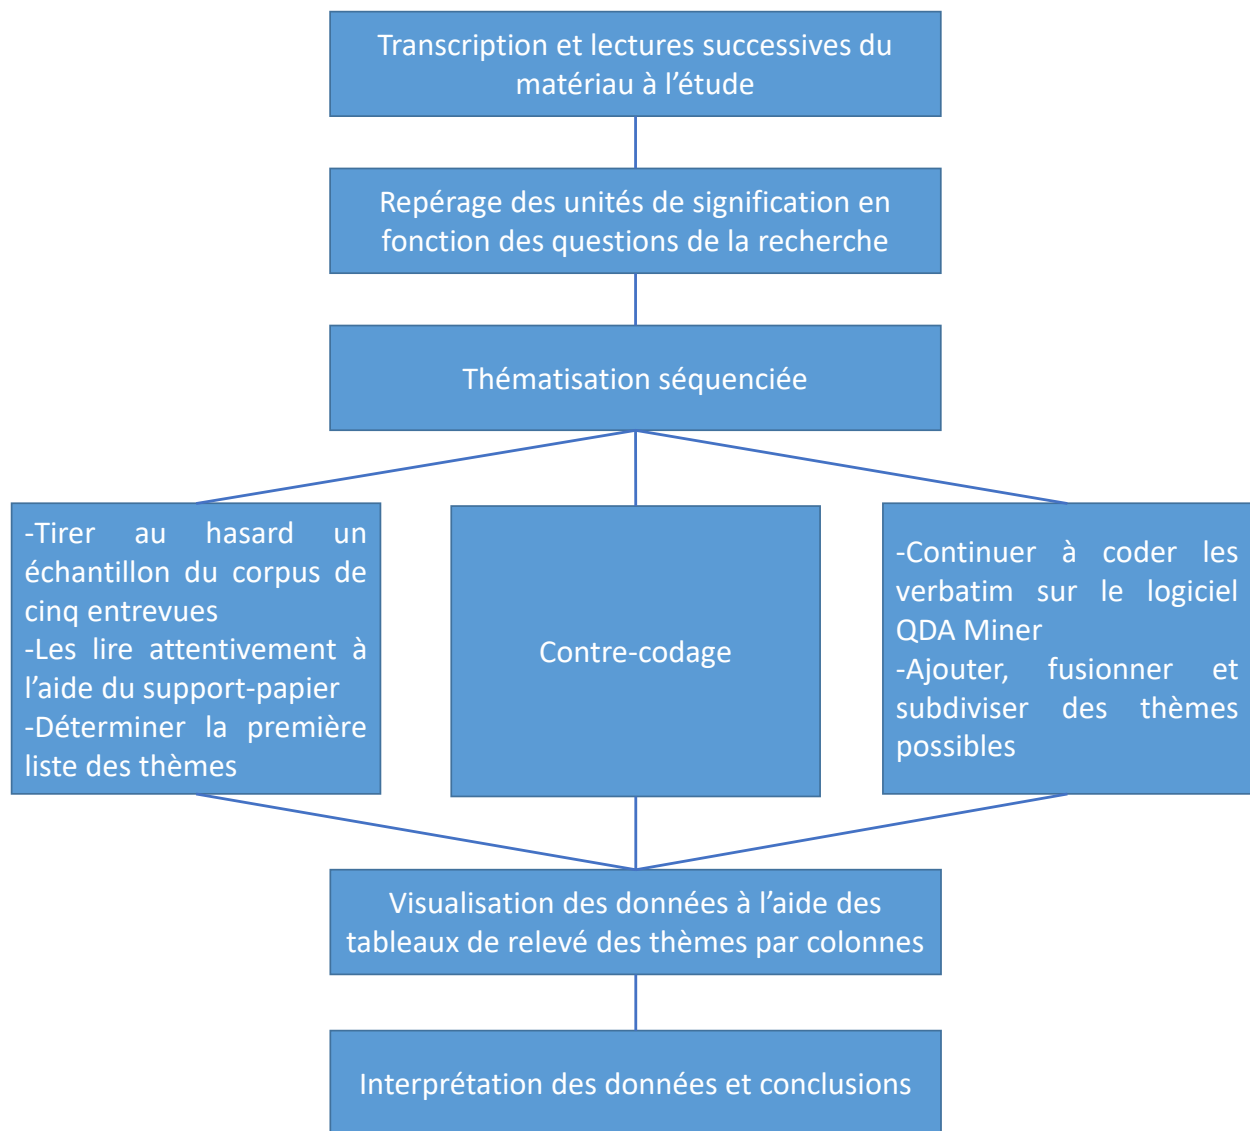 Transcription et lectures successives du
matériau à l’étude
Repérage des unités de signification en
fonction des questions de la recherche
Thématisation séquenciée
-Tirer au hasard un
échantillon du corpus de
cinq entrevues
-Les lire attentivement à
l’aide du support-papier
-Déterminer la première
liste des thèmes
Contre-codage
-Continuer à coder les
verbatim sur le logiciel
QDA Miner
-Ajouter, fusionner et
subdiviser des thèmes
possibles
Visualisation des données à l’aide des
tableaux de relevé des thèmes par colonnes
Interprétation des données et conclusions